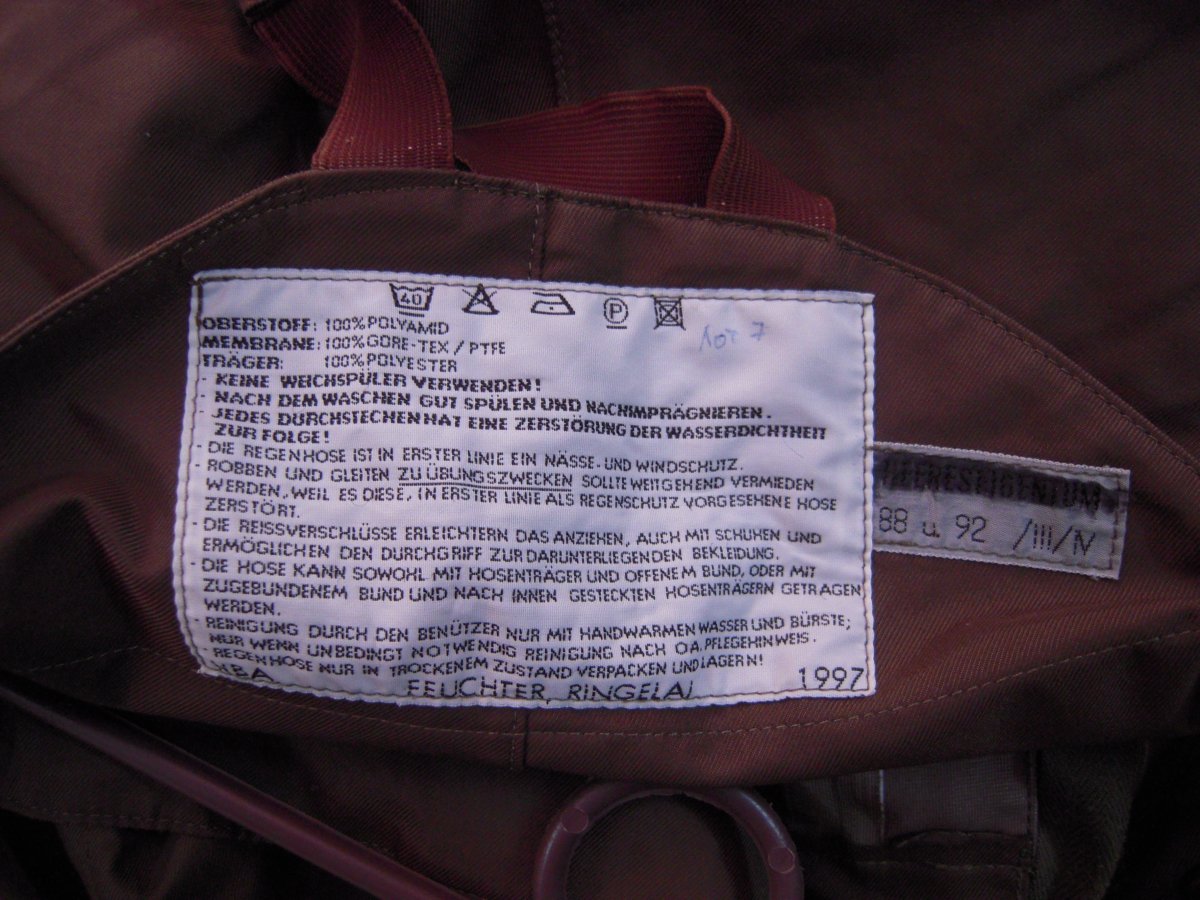 40 P
OBERSTOFF: 100% POLYAMID
MEMBRANE: 100% GORE-TEX / PTFE
TRÄGER: 100% POLYESTER
- KEINE WEICHSPÜLER VERWENDEN!
- NACH DEM WASCHEN GUT SPÜLEN UND NACHIMPRÄGNIEREN.
- JEDES DURCHSTECHEN HAT EINE ZERSTÖRUNG DER WASSERDICHTHEIT
ZUR FOLGE!
- DIE REGENHOSE IST IN ERSTER LINIE EIN NÄSSE- UND WINDSCHUTZ.
- ROBBEN UND GLEITEN ZU ÜBUNGSZWECKEN SOLLTE WEITGEHEND VERMIEDEN
WERDEN, WEIL ES DIESE, IN ERSTER LINIE ALS REGENSCHUTZ VORGESEHENE HOSE
ZERSTÖRT.
- DIE REISSVERSCHLÜSSE ERLEICHTERN DAS ANZIEHEN, AUCH MIT SCHUHEN UND
ERMÖGLICHEN DEN DURCHGRIFF ZUR DARUNTERLIEGENDEN BEKLEIDUNG.
- DIE HOSE KANN SOWOHL MIT HOSENTRÄGER UND OFFENEM BUND, ODER MIT
ZUGEBUNDENEM BUND UND NACH INNEN GESTECKTEN HOSENTRÄGERN GETRAGEN
WERDEN.
- REINIGUNG DURCH DEN BENÜTZER NUR MIT HANDWARMEN WASSER UND BÜRSTE;
NUR WENN UNBEDINGT NOTWENDIG REINIGUNG NACH O.A. PFLEGEHINWEIS.
REGENHOSE NUR IN TROCKENEM ZUSTAND VERPACKEN UND LAGERN!
FEUCHTER, RINGELAI 1997
HEERESEIGENTUM
88 u. 92 /III/IV